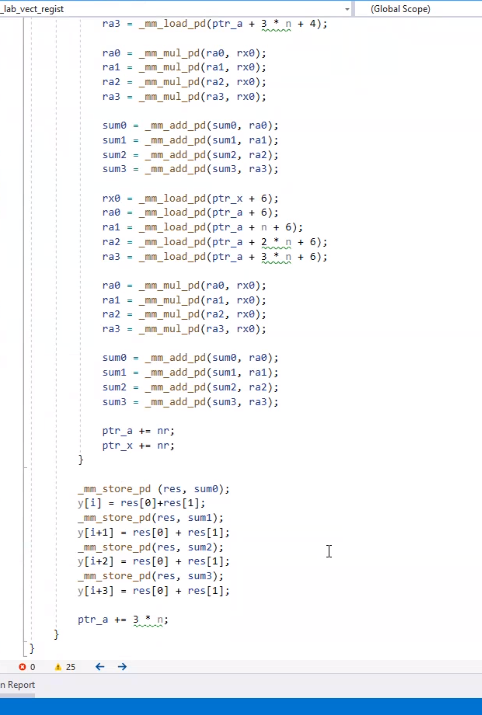 _lab_vect_regist
(Global Scope)
ra3 = _mm_load_pd(ptr_a + 3 * n + 4);
ra0 = _mm_mul_pd(ra0, rx0);
ra1 = _mm_mul_pd(ra1, rx0);
ra2 = _mm_mul_pd(ra2, rx0);
ra3 = _mm_mul_pd(ra3, rx0);
sum0 = _mm_add_pd(sum0, ra0);
sum1 = _mm_add_pd(sum1, ra1);
sum2 = _mm_add_pd(sum2, ra2);
sum3 = _mm_add_pd(sum3, ra3);
rx0 = _mm_load_pd(ptr_x + 6);
ra0 = _mm_load_pd(ptr_a + 6);
ra1 = _mm_load_pd(ptr_a + n + 6);
ra2 = _mm_load_pd(ptr_a + 2 * n + 6);
ra3 = _mm_load_pd(ptr_a + 3 * n + 6);
ra0 = _mm_mul_pd(ra0, rx0);
ra1 = _mm_mul_pd(ra1, rx0);
ra2 = _mm_mul_pd(ra2, rx0);
ra3 = _mm_mul_pd(ra3, rx0);
sum0 = _mm_add_pd(sum0, ra0);
sum1 = _mm_add_pd(sum1, ra1);
sum2 = _mm_add_pd(sum2, ra2);
sum3 = _mm_add_pd(sum3, ra3);
ptr_a += nr;
ptr_x += nr;
}
_mm_store_pd (res, sum0);
y[i] = res[0]+res[1];
_mm_store_pd(res, sum1);
y[i+1] = res[0] + res[1];
_mm_store_pd(res, sum2);
y[i+2] = res[0] + res[1];
_mm_store_pd(res, sum3);
y[i+3] = res[0] + res[1];
ptr_a += 3 * n;
}
}
0 25
n Report